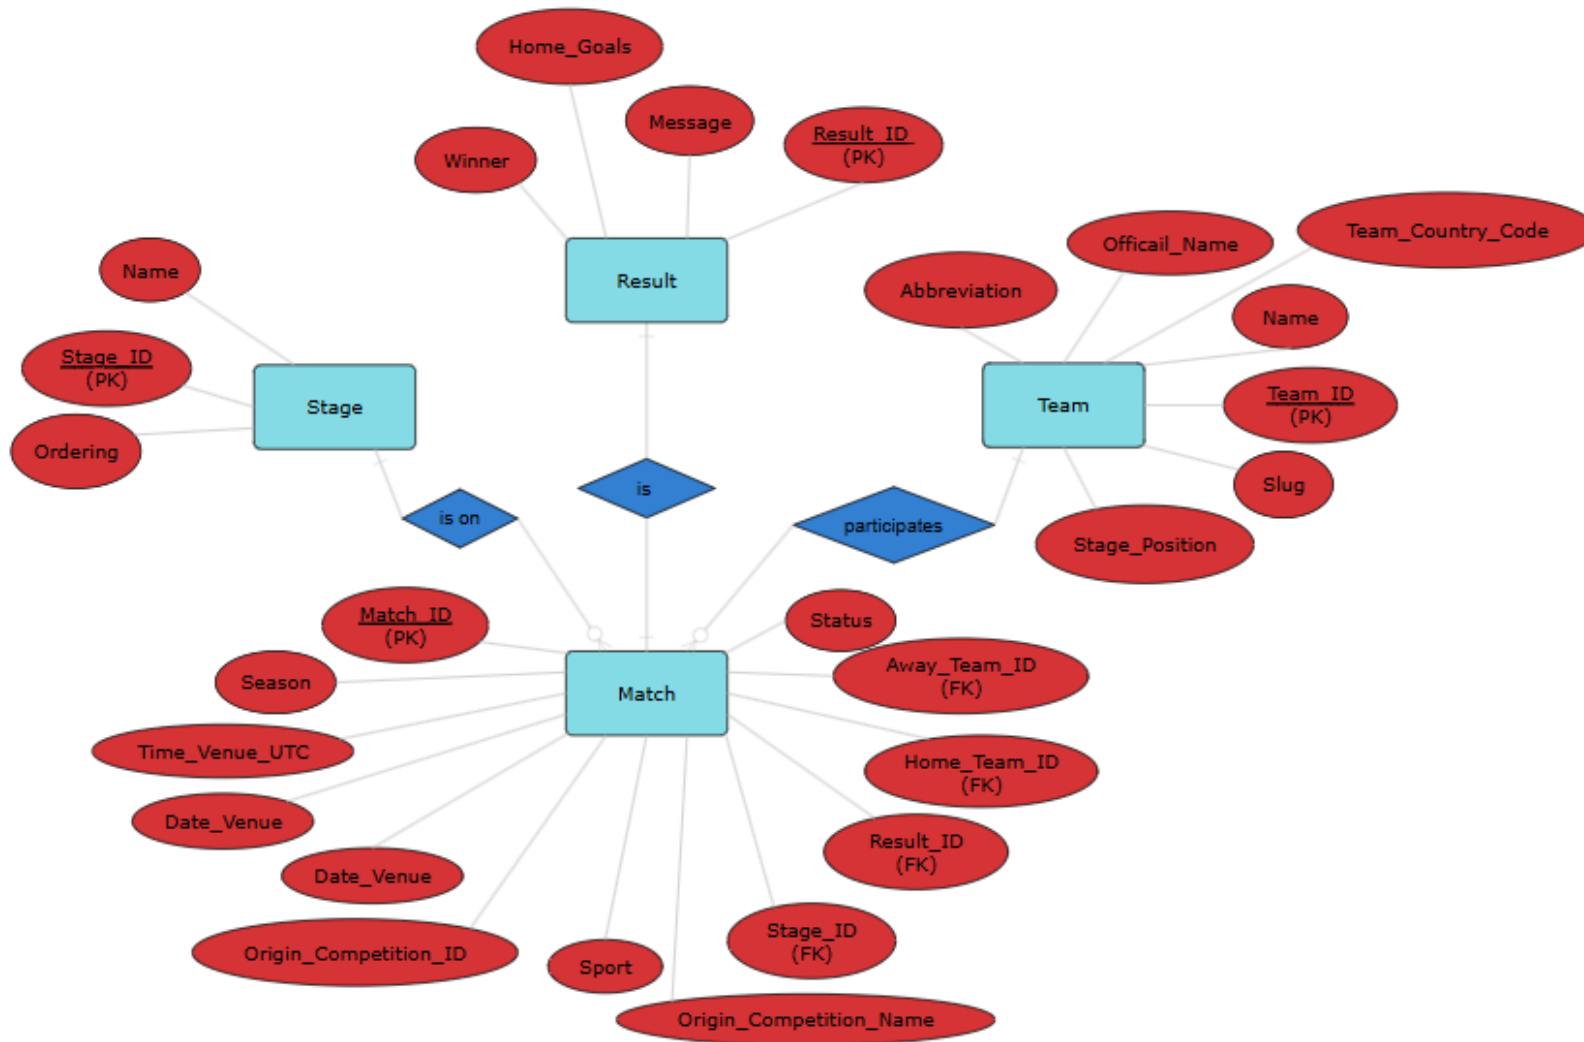 Home_Goals
Message
Result_ID
(PK)
Winner
Result
Name
Stage_ID
(PK)
Ordering
Stage
Abbreviation
Officail_Name
Team_Country_Code
Name
Team_ID
(PK)
Slug
Stage_Position
Team
is on
is
participates
Match_ID
(PK)
Season
Time_Venue_UTC
Date_Venue
Date_Venue
Origin_Competition_ID
Sport
Origin_Competition_Name
Stage_ID
(FK)
Result_ID
(FK)
Home_Team_ID
(FK)
Away_Team_ID
(FK)
Status
Match